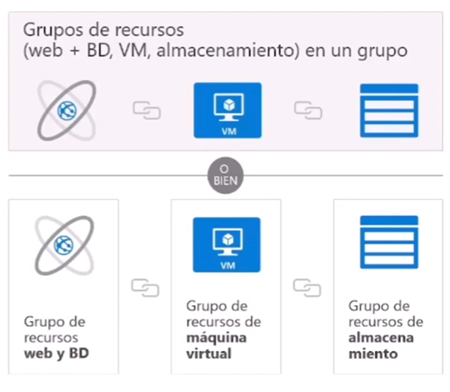 Grupos de recursos
(web + BD, VM, almacenamiento) en un grupo
VM
O
BIEN
VM
Grupo de
recursos
web y BD
Grupo de
recursos de
máquina
virtual
Grupo de
recursos de
almacena
miento